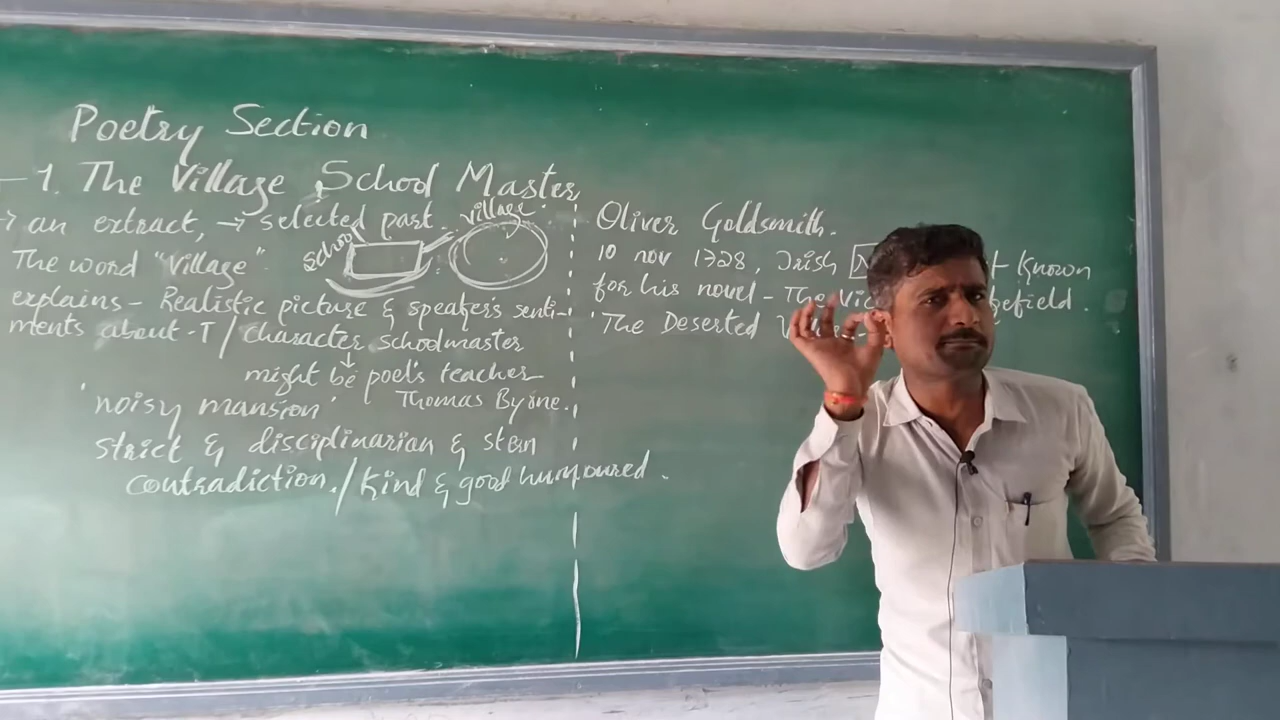 Poetry Section
-1. The Village School Master
→ an extract, → selected part.
village
School
The word "Village"
explains - Realistic picture & speaker's senti-
ments about - T / Character schoolmaster
↓
might be poet's teacher
'noisy mansion' Thomas Byrne.
strict & disciplinarian & stern
contradiction. / Kind & good humoured.
Oliver Goldsmith.
10 nov 1728, Irish Known
for his novel - The efield.
'The Deserted